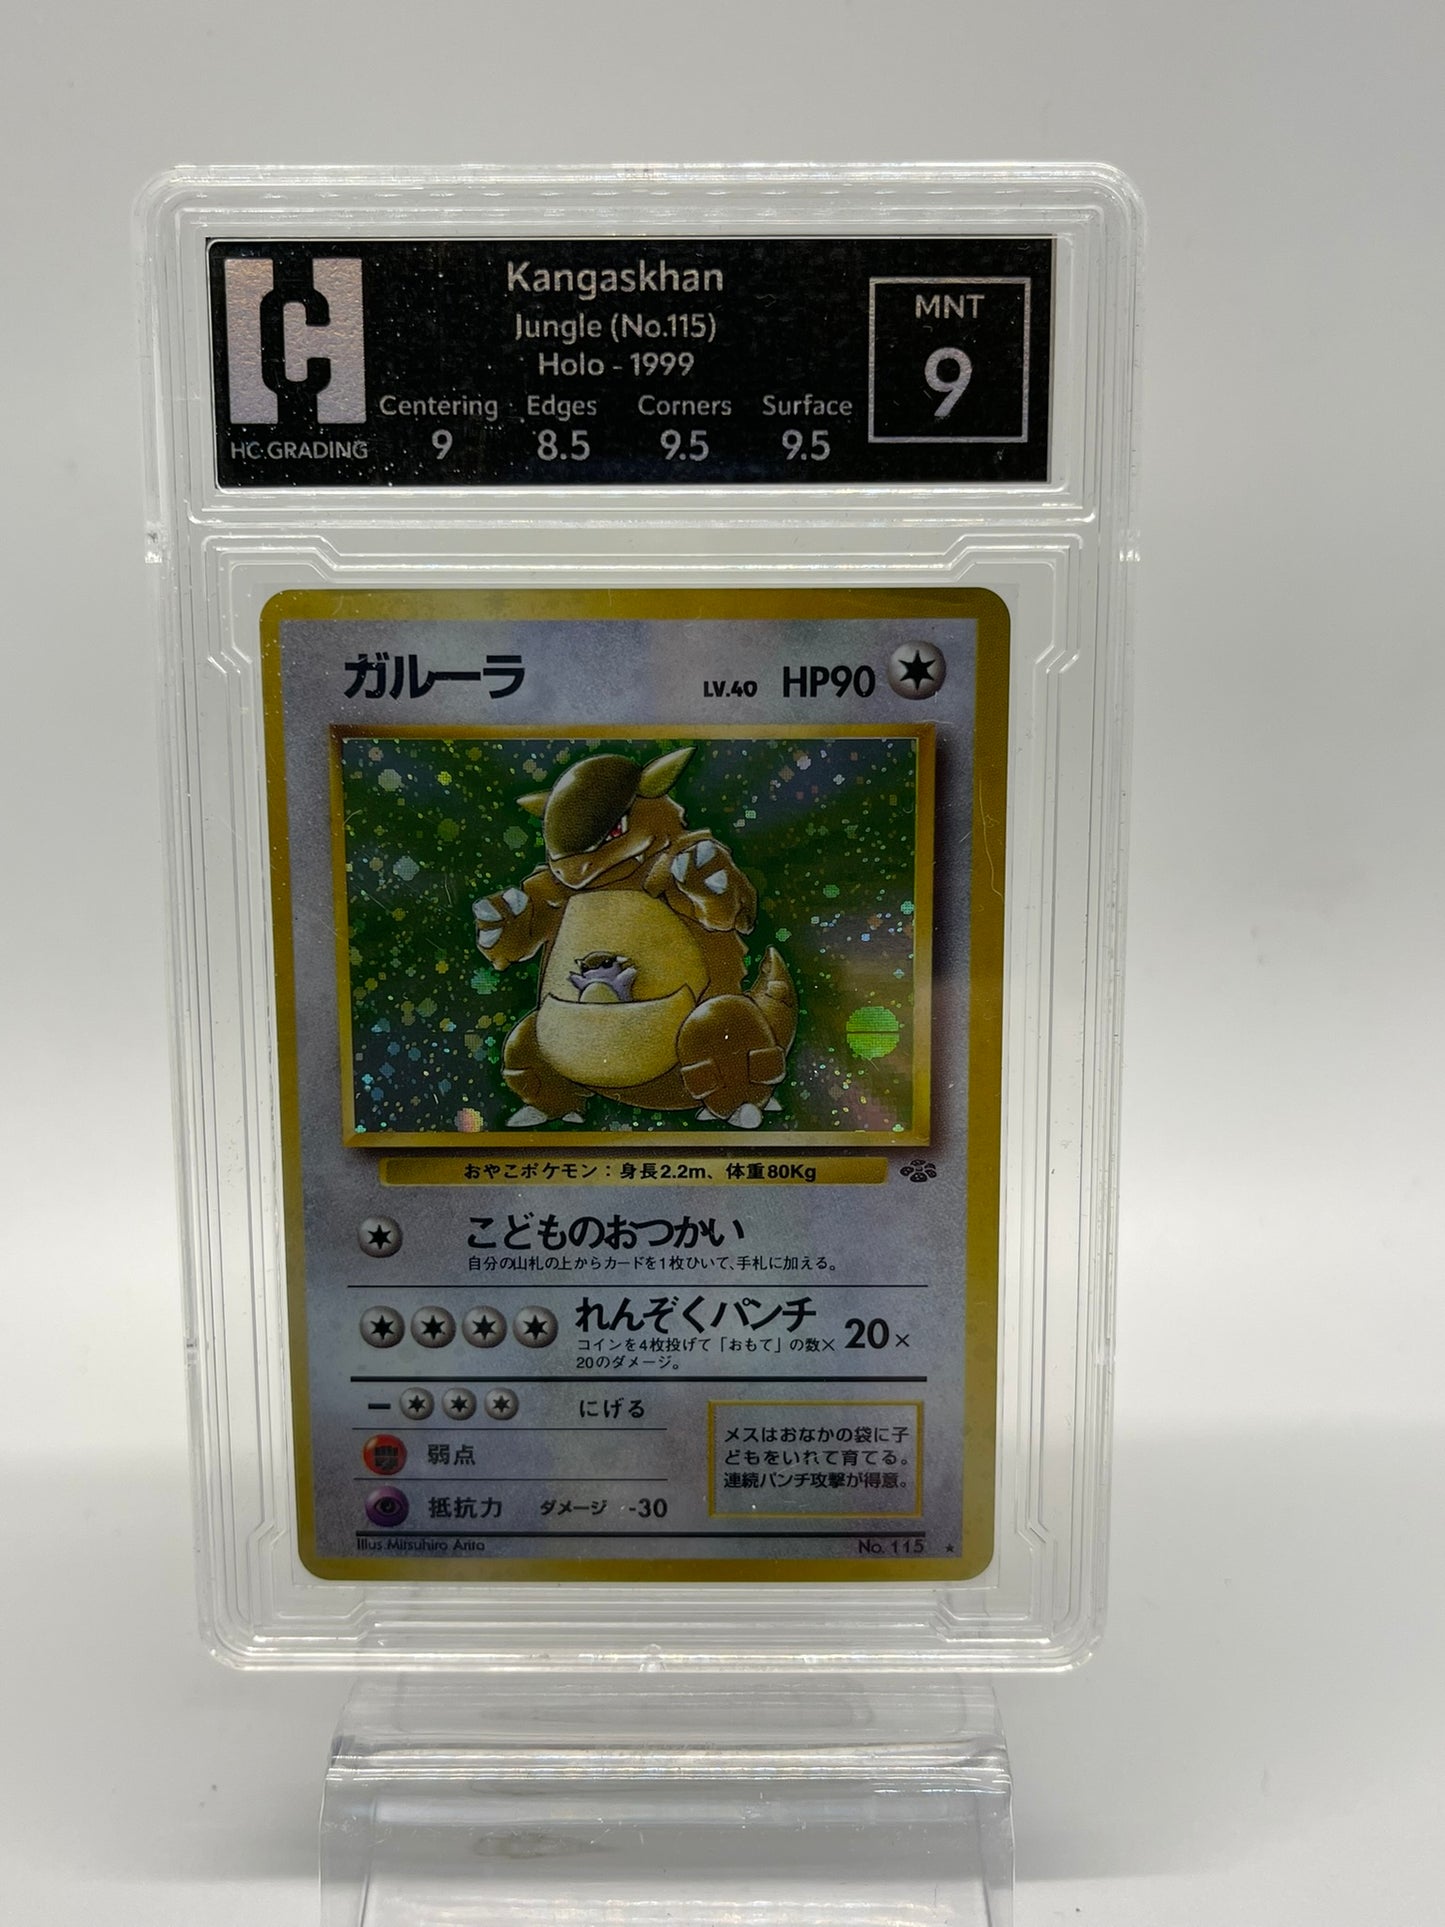 Kangaskhan
Jungle (No.115)
Holo - 1999
Centering Edges Corners Surface
9 8.5 9.5 9.5
MNT
9
HC.GRADING
ガルーラ
LV.40 HP90
おやこポケモン：身長2.2m、体重80Kg
こどものおつかい
自分の山札の上からカードを1枚ひいて、手札に加える。
れんぞくパンチ
コインを4枚投げて「おもて」の数×
20のダメージ。
20×
− にげる
弱点
抵抗力 ダメージ -30
メスはおなかの袋に子
どもをいれて育てる。
連続パンチ攻撃が得意。
Illus.Mitsuhiro Arita
No. 115 ★